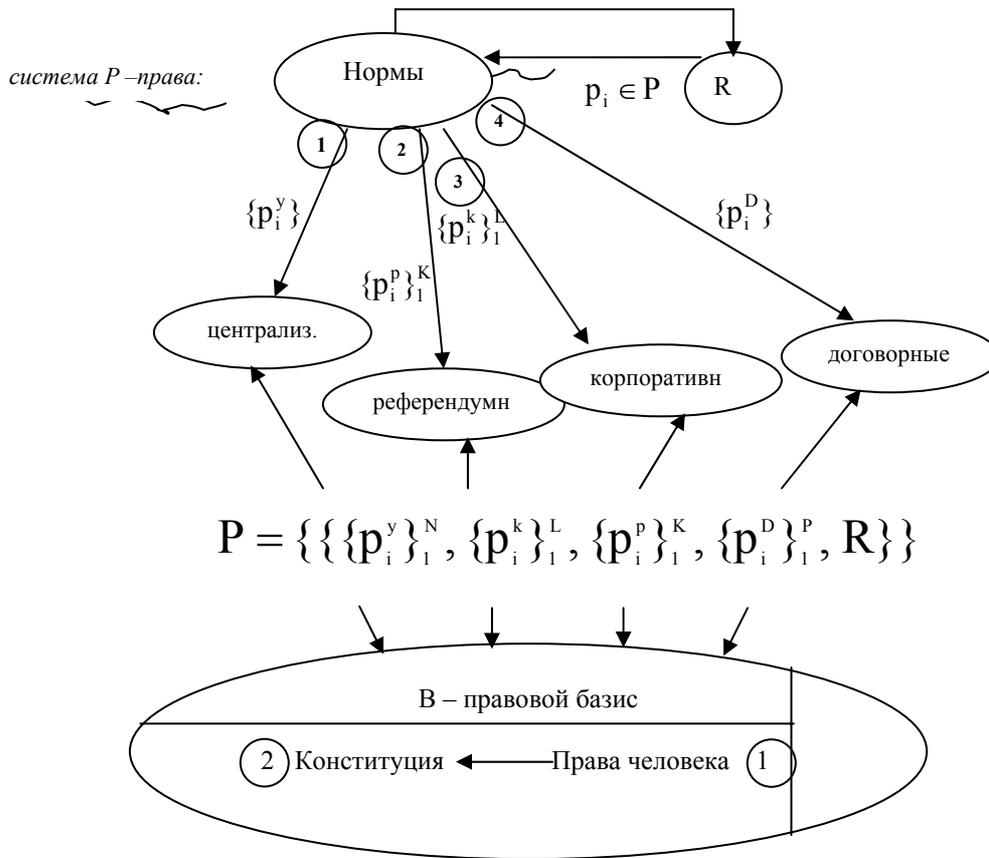 Нормы
система P –права:
R
p_i ∈ P
1
2
3
4
{p_i^y}
{p_i^k}_1^L
{p_i^D}
{p_i^p}_1^K
централиз.
договорные
корпоративн
референдумн
P = {{{p_i^y}_1^N, {p_i^k}_1^L, {p_i^p}_1^K, {p_i^D}_1^P, R}}
В – правовой базис
2 Конституция Права человека 1